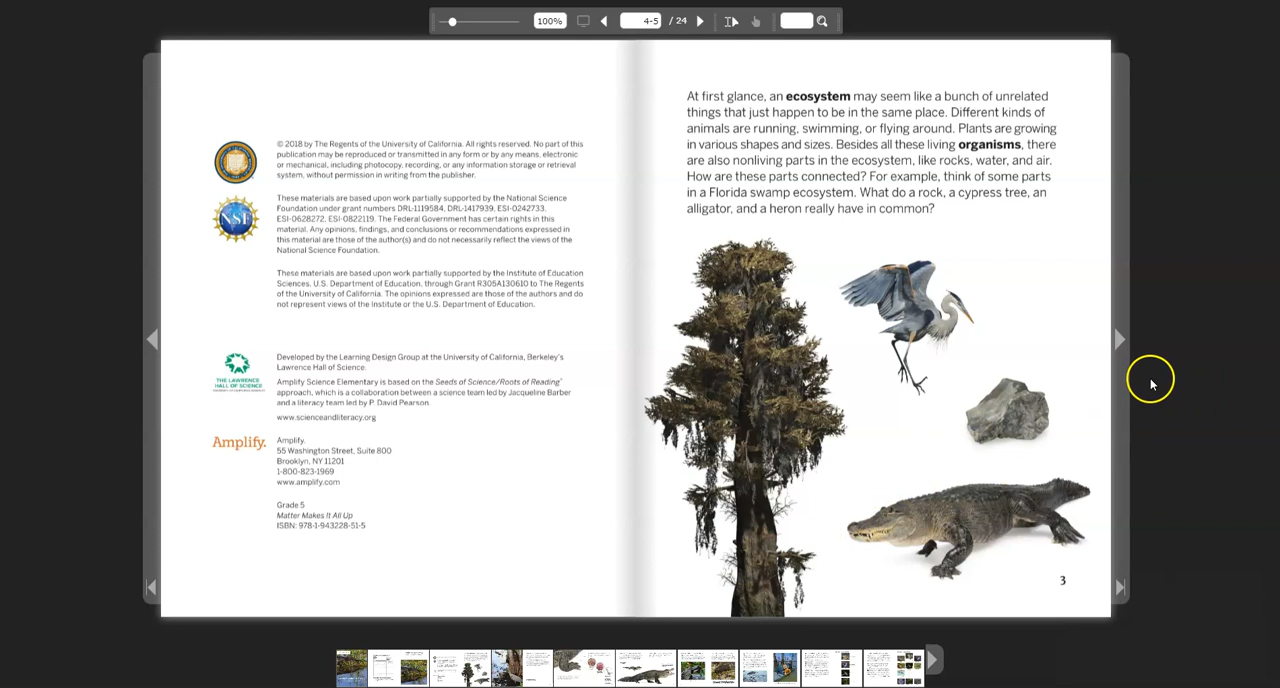 100%
4-5 / 24
© 2018 by The Regents of the University of California. All rights reserved. No part of this
publication may be reproduced or transmitted in any form or by any means, electronic
or mechanical, including photocopy, recording, or any information storage or retrieval
system, without permission in writing from the publisher.
NSF
These materials are based upon work partially supported by the National Science
Foundation under grant numbers DRL-1119584, DRL-1417939, ESI-0242733,
ESI-0628272, ESI-0822119. The Federal Government has certain rights in this
material. Any opinions, findings, and conclusions or recommendations expressed in
this material are those of the author(s) and do not necessarily reflect the views of the
National Science Foundation.
These materials are based upon work partially supported by the Institute of Education
Sciences, U.S. Department of Education, through Grant R305A130610 to The Regents
of the University of California. The opinions expressed are those of the authors and do
not represent views of the Institute or the U.S. Department of Education.
THE LAWRENCE
HALL OF SCIENCE
Developed by the Learning Design Group at the University of California, Berkeley's
Lawrence Hall of Science.
Amplify Science Elementary is based on the Seeds of Science/Roots of Reading®
approach, which is a collaboration between a science team led by Jacqueline Barber
and a literacy team led by P. David Pearson.
www.scienceandliteracy.org
Amplify.
Amplify.
55 Washington Street, Suite 800
Brooklyn, NY 11201
1-800-823-1969
www.amplify.com
Grade 5
Matter Makes It All Up
ISBN: 978-1-943228-51-5
At first glance, an ecosystem may seem like a bunch of unrelated
things that just happen to be in the same place. Different kinds of
animals are running, swimming, or flying around. Plants are growing
in various shapes and sizes. Besides all these living organisms, there
are also nonliving parts in the ecosystem, like rocks, water, and air.
How are these parts connected? For example, think of some parts
in a Florida swamp ecosystem. What do a rock, a cypress tree, an
alligator, and a heron really have in common?
3